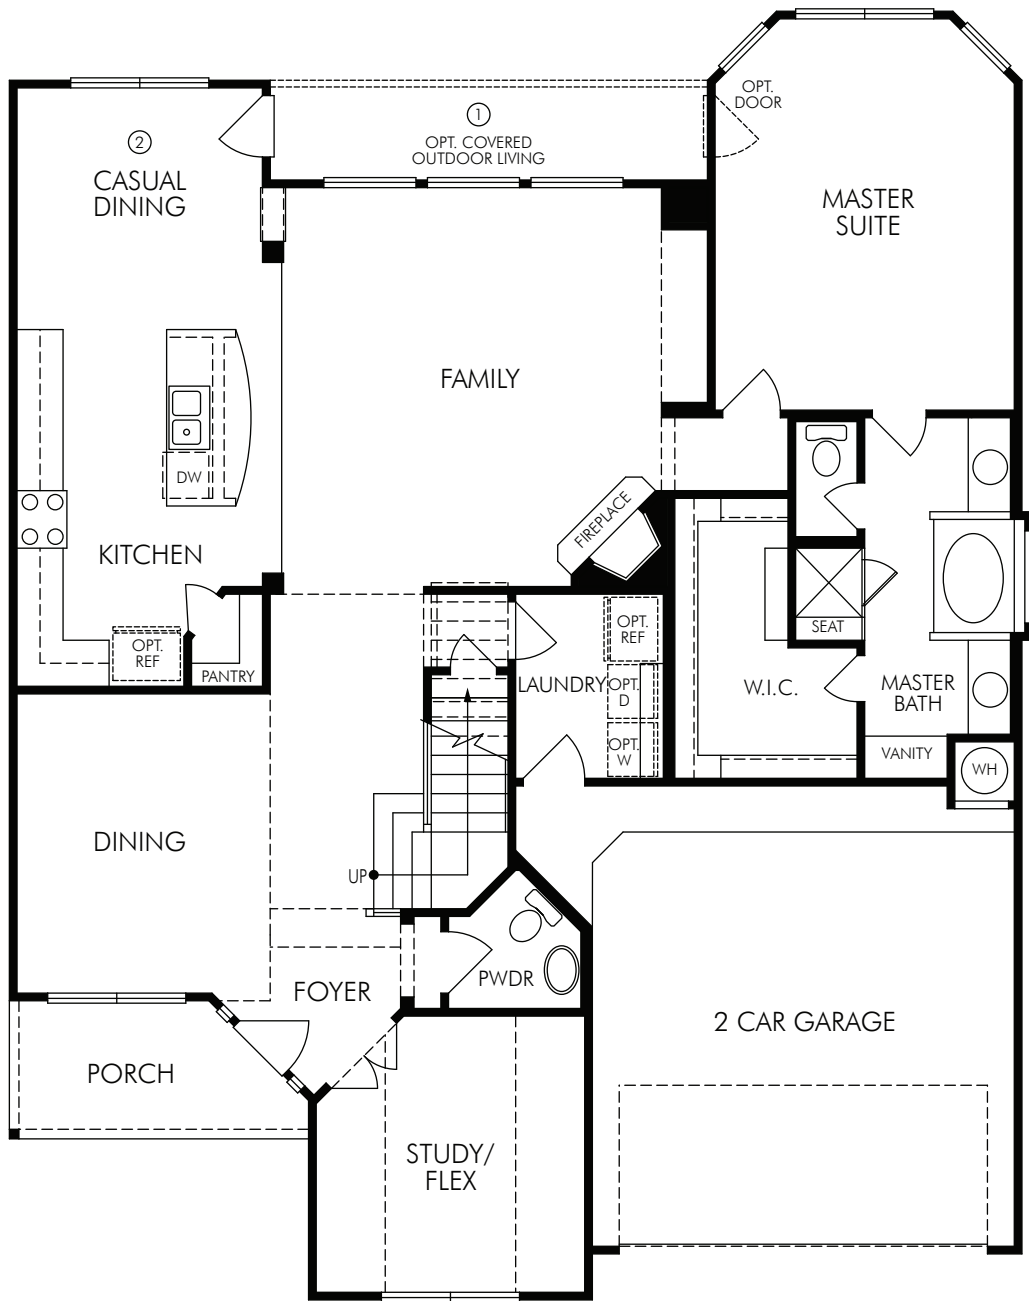 OPT.
DOOR
1
OPT. COVERED
OUTDOOR LIVING
2
CASUAL
DINING
MASTER
SUITE
FAMILY
DW
FIREPLACE
KITCHEN
OPT.
REF
PANTRY
OPT.
REF
LAUNDRY
OPT.
D
OPT.
W
SEAT
W.I.C.
MASTER
BATH
VANITY
WH
DINING
UP
PWDR
FOYER
2 CAR GARAGE
PORCH
STUDY/
FLEX